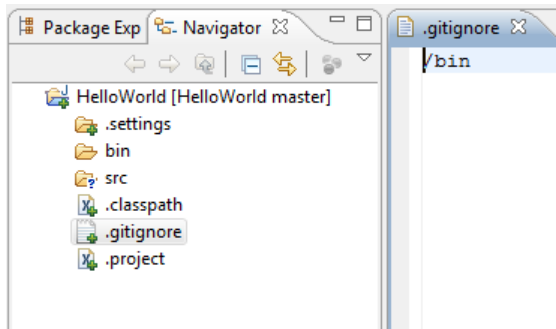 Package Exp
Navigator
HelloWorld [HelloWorld master]
.settings
bin
src
.classpath
.gitignore
.project
.gitignore
/bin